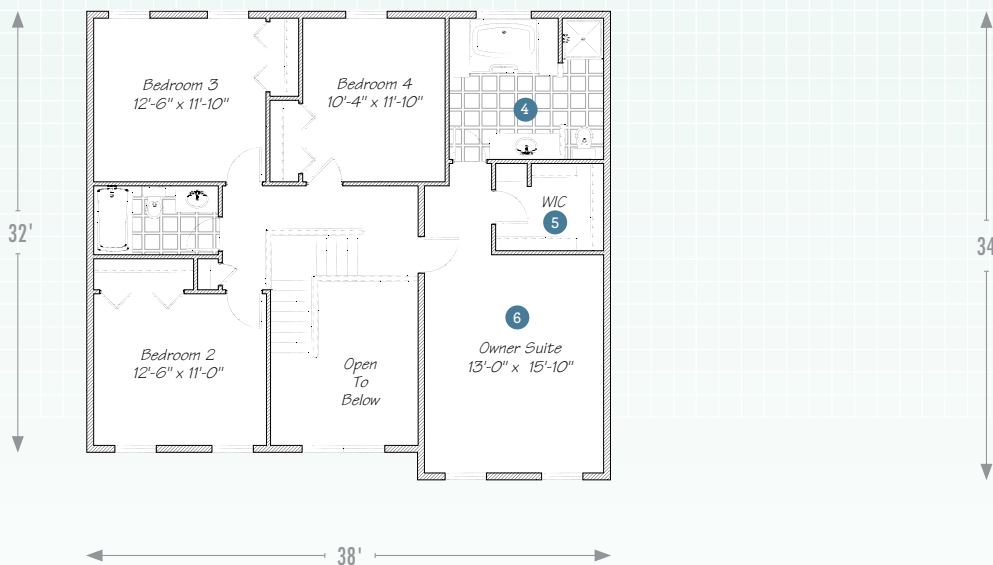 Bedroom 3
12'-6" x 11'-10"
Bedroom 4
10'-4" x 11'-10"
4
WIC
5
32'
34
6
Owner Suite
13'-0" x 15'-10"
Bedroom 2
12'-6" x 11'-0"
Open
To
Below
38'